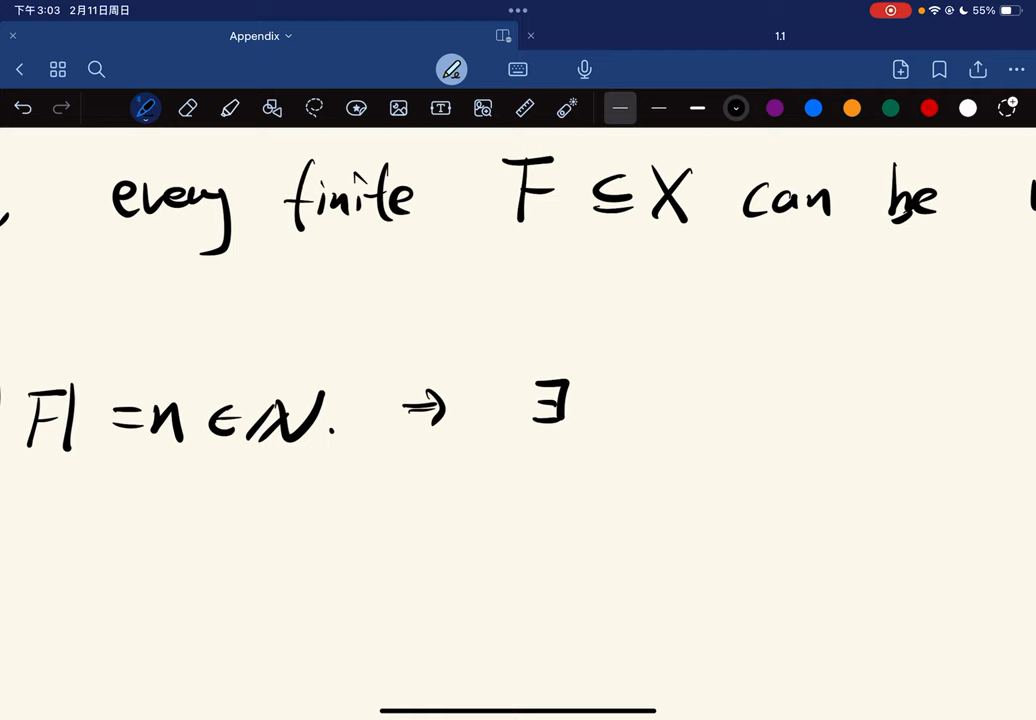 下午3:03 2月11日周日
55%
Appendix
1.1
every finite F ⊆ X can be
F| = n ∈ ℕ. ⇒ ∃